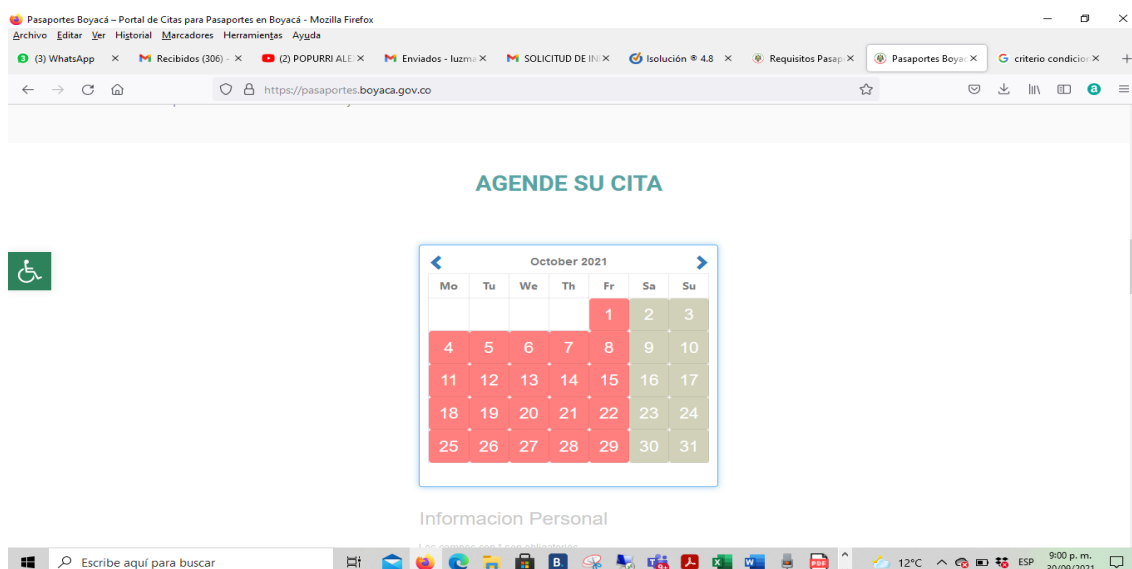 Pasaportes Boyacá – Portal de Citas para Pasaportes en Boyacá - Mozilla Firefox
Archivo Editar Ver Historial Marcadores Herramientas Ayuda
(3) WhatsApp Recibidos (306) - (2) POPURRI ALE Enviados - luzma SOLICITUD DE IN Isolución ® 4.8 Requisitos Pasap Pasaportes Boyac criterio condicion
https://pasaportes.boyaca.gov.co
AGENDE SU CITA
October 2021
Mo Tu We Th Fr Sa Su
1 2 3
4 5 6 7 8 9 10
11 12 13 14 15 16 17
18 19 20 21 22 23 24
25 26 27 28 29 30 31
Informacion Personal
Escribe aquí para buscar
12°C ESP 9:00 p. m.